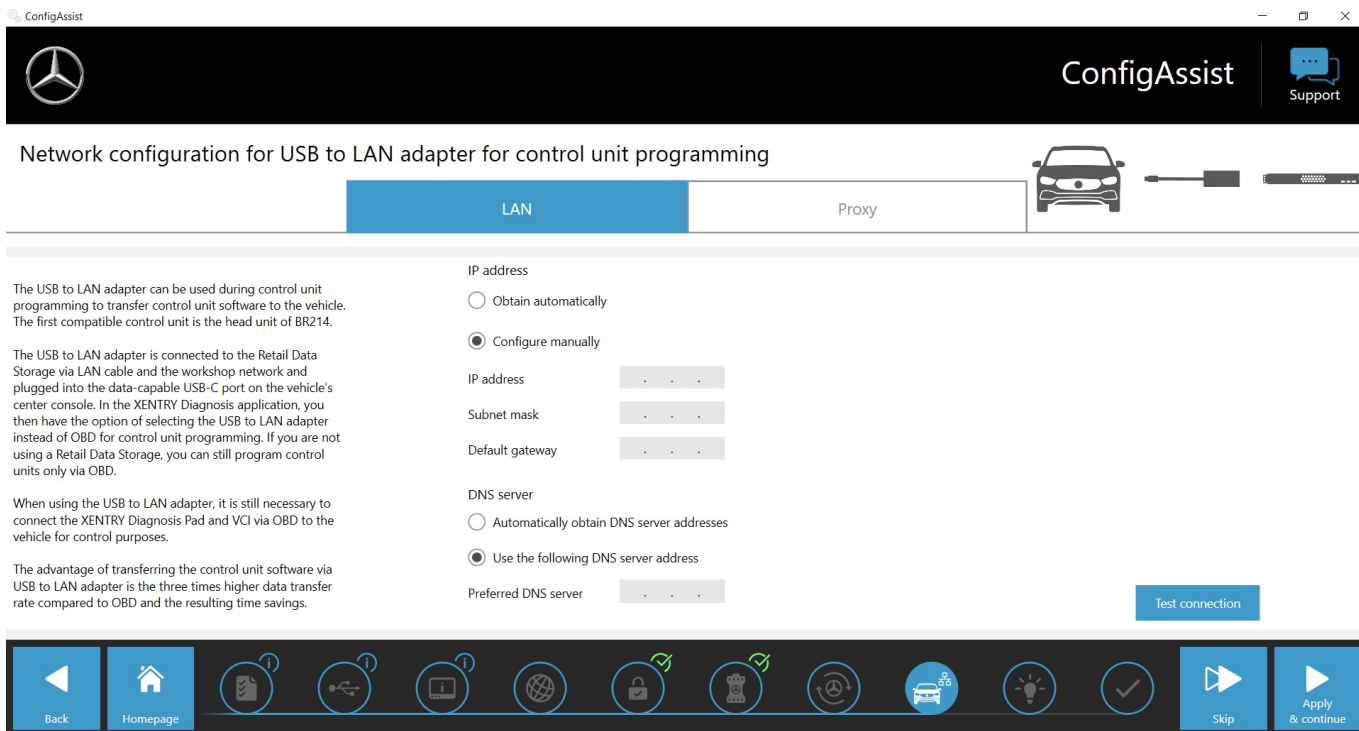 ConfigAssist
ConfigAssist
Support
Network configuration for USB to LAN adapter for control unit programming
LAN
Proxy
The USB to LAN adapter can be used during control unit
programming to transfer control unit software to the vehicle.
The first compatible control unit is the head unit of BR214.
The USB to LAN adapter is connected to the Retail Data
Storage via LAN cable and the workshop network and
plugged into the data-capable USB-C port on the vehicle's
center console. In the XENTRY Diagnosis application, you
then have the option of selecting the USB to LAN adapter
instead of OBD for control unit programming. If you are not
using a Retail Data Storage, you can still program control
units only via OBD.
When using the USB to LAN adapter, it is still necessary to
connect the XENTRY Diagnosis Pad and VCI via OBD to the
vehicle for control purposes.
The advantage of transferring the control unit software via
USB to LAN adapter is the three times higher data transfer
rate compared to OBD and the resulting time savings.
IP address
Obtain automatically
Configure manually
IP address . . .
Subnet mask . . .
Default gateway . . .
DNS server
Automatically obtain DNS server addresses
Use the following DNS server address
Preferred DNS server . . .
Test connection
Back
Homepage
Skip
Apply
& continue